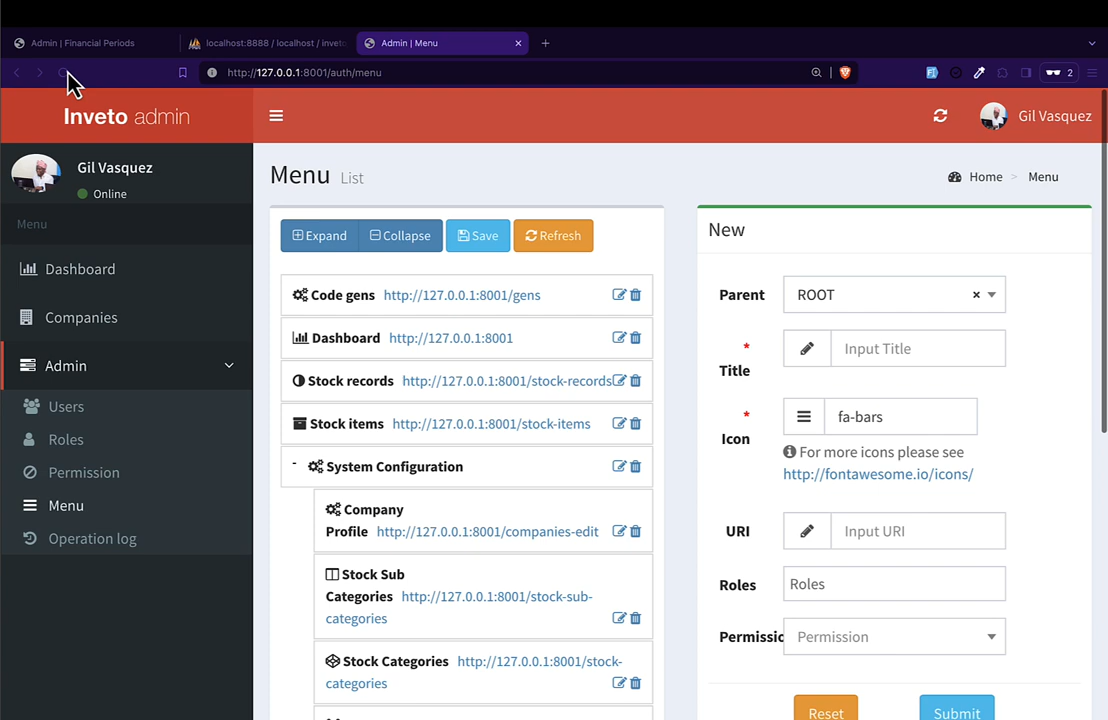 Admin | Financial Periods
localhost:8888 / localhost / inveto
Admin | Menu
http://127.0.0.1:8001/auth/menu
2
Inveto admin
Gil Vasquez
Gil Vasquez
Online
Menu
Dashboard
Companies
Admin
Users
Roles
Permission
Menu
Operation log
Menu List
Home > Menu
Expand
Collapse
Save
Refresh
Code gens http://127.0.0.1:8001/gens
Dashboard http://127.0.0.1:8001
Stock records http://127.0.0.1:8001/stock-records
Stock items http://127.0.0.1:8001/stock-items
- System Configuration
Company
Profile http://127.0.0.1:8001/companies-edit
Stock Sub
Categories http://127.0.0.1:8001/stock-sub-
categories
Stock Categories http://127.0.0.1:8001/stock-
categories
New
Parent ROOT ×
* Title Input Title
* Icon fa-bars
For more icons please see
http://fontawesome.io/icons/
URI Input URI
Roles Roles
Permissic Permission
Reset
Submit